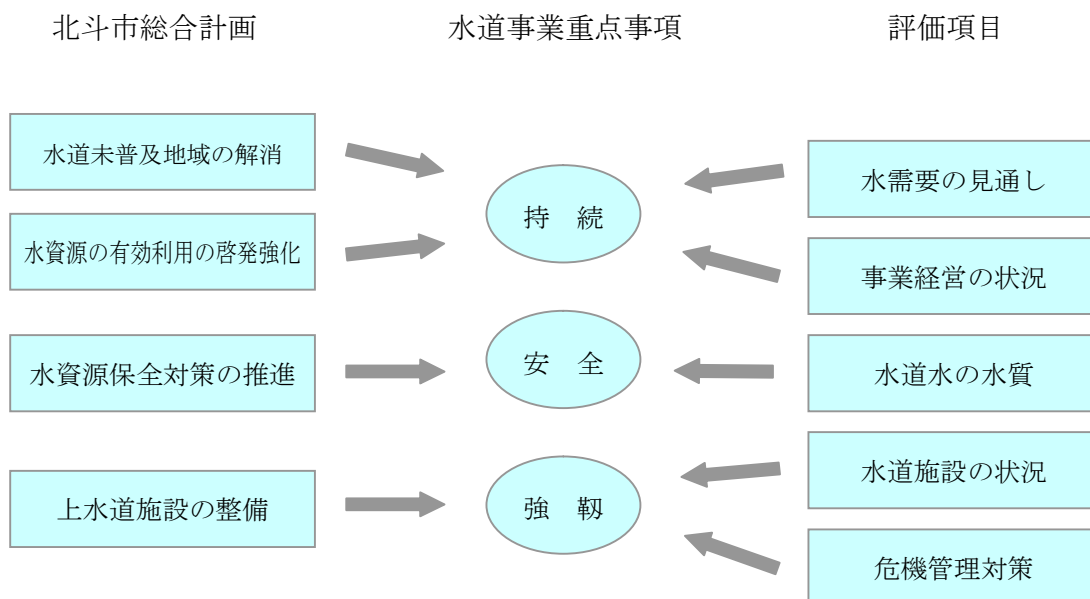 北斗市総合計画
水道事業重点事項
評価項目
水道未普及地域の解消
水資源の有効利用の啓発強化
水資源保全対策の推進
上水道施設の整備
持　続
安　全
強　靱
水需要の見通し
事業経営の状況
水道水の水質
水道施設の状況
危機管理対策